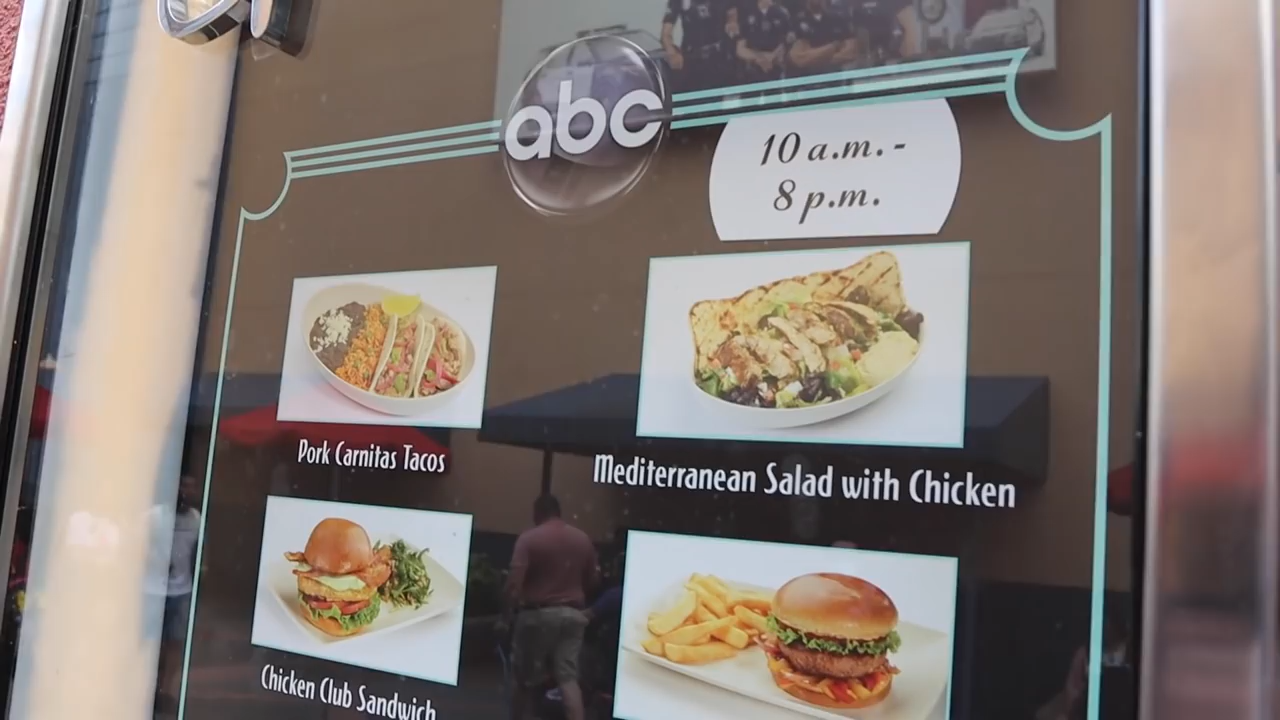 abc
10 a.m. -
8 p.m.
Pork Carnitas Tacos
Mediterranean Salad with Chicken
Chicken Club Sandwich